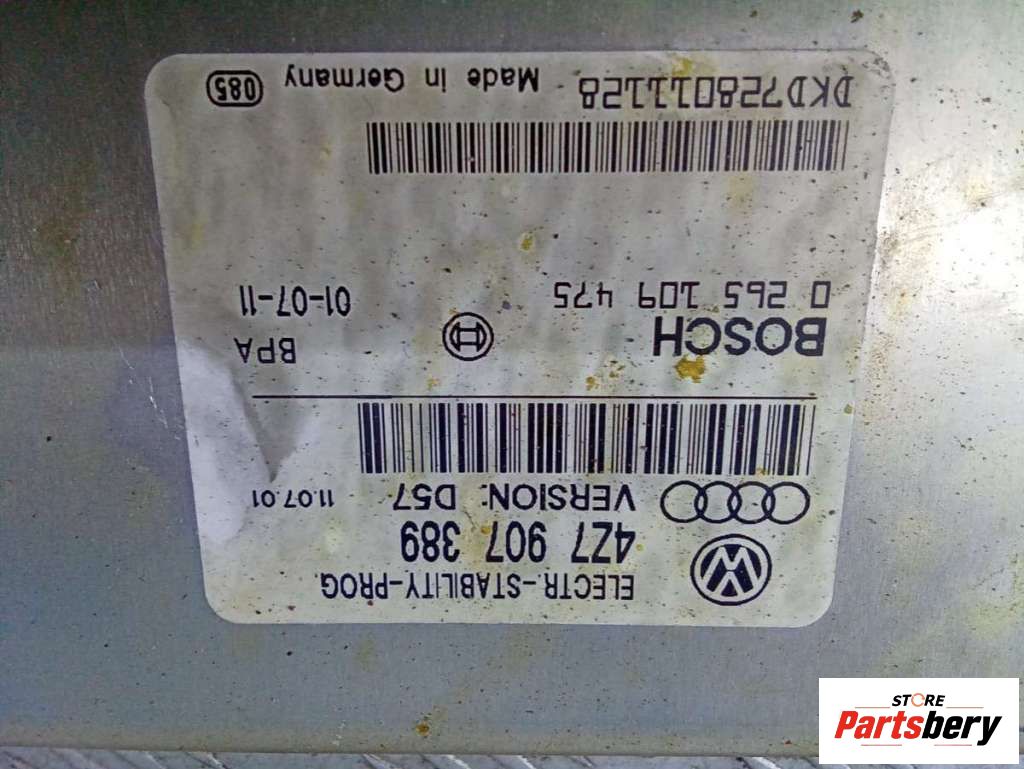 ELECTR.-STABILITY-PROG.
4Z7 907 389
VERSION: D57 11.07.01
BOSCH BPA
0 265 109 475 01-07-11
DKD728011128 Made in Germany 085
STORE
Partsbery